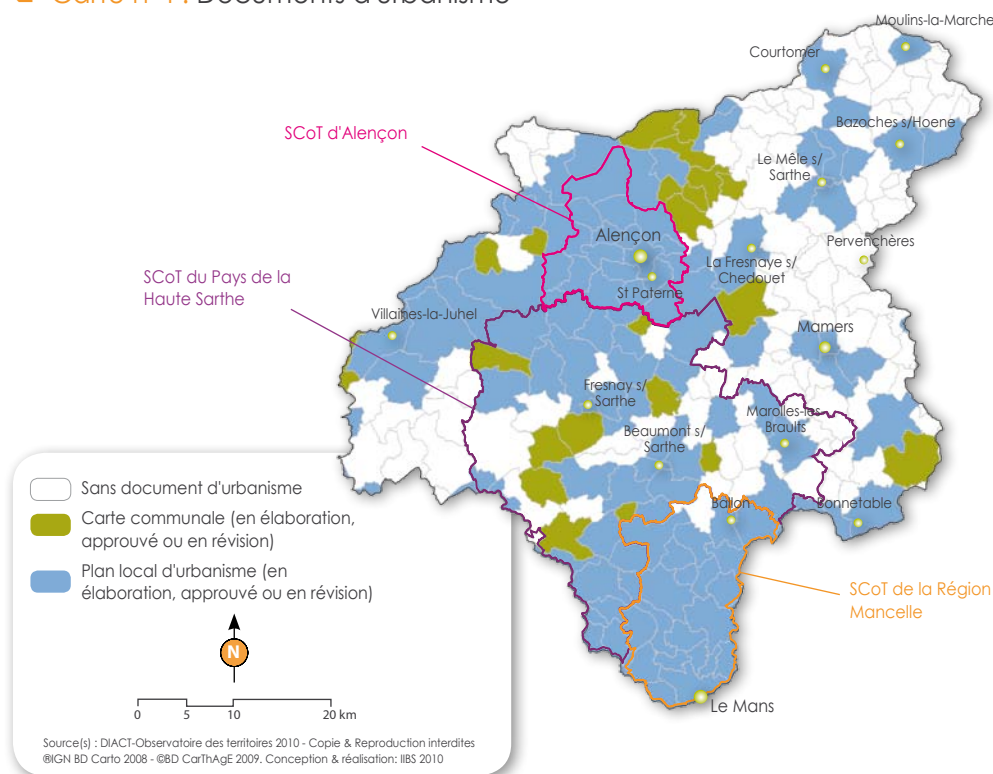 Carte n°4 : Documents d'urbanisme
Moulins-la-Marche
Courtomer
SCoT d'Alençon
Bazoches s/Hoene
Le Mêle s/
Sarthe
Alençon
Pervenchères
La Fresnaye s/
Chedouet
SCoT du Pays de la
Haute Sarthe
St Paterne
Villaines-la-Juhel
Mamers
Fresnay s/
Sarthe
Marolles-les-
Braults
Beaumont s/
Sarthe
Ballon
Bonnetable
Sans document d'urbanisme
Carte communale (en élaboration,
approuvé ou en révision)
Plan local d'urbanisme (en
élaboration, approuvé ou en révision)
SCoT de la Région
Mancelle
N
0 5 10 20 km
Le Mans
Source(s) : DIACT-Observatoire des territoires 2010 - Copie & Reproduction interdites
®IGN BD Carto 2008 - ©BD CarThAgE 2009. Conception & réalisation: IIBS 2010